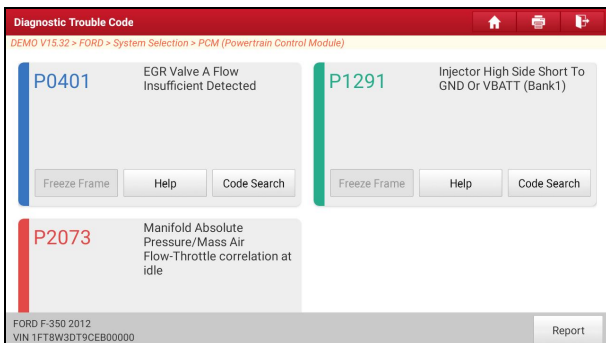 Diagnostic Trouble Code
DEMO V15.32 > FORD > System Selection > PCM (Powertrain Control Module)
P0401
EGR Valve A Flow
Insufficient Detected
Freeze Frame
Help
Code Search
P1291
Injector High Side Short To
GND Or VBATT (Bank1)
Freeze Frame
Help
Code Search
P2073
Manifold Absolute
Pressure/Mass Air
Flow-Throttle correlation at
idle
FORD F-350 2012
VIN 1FT8W3DT9CEB00000
Report